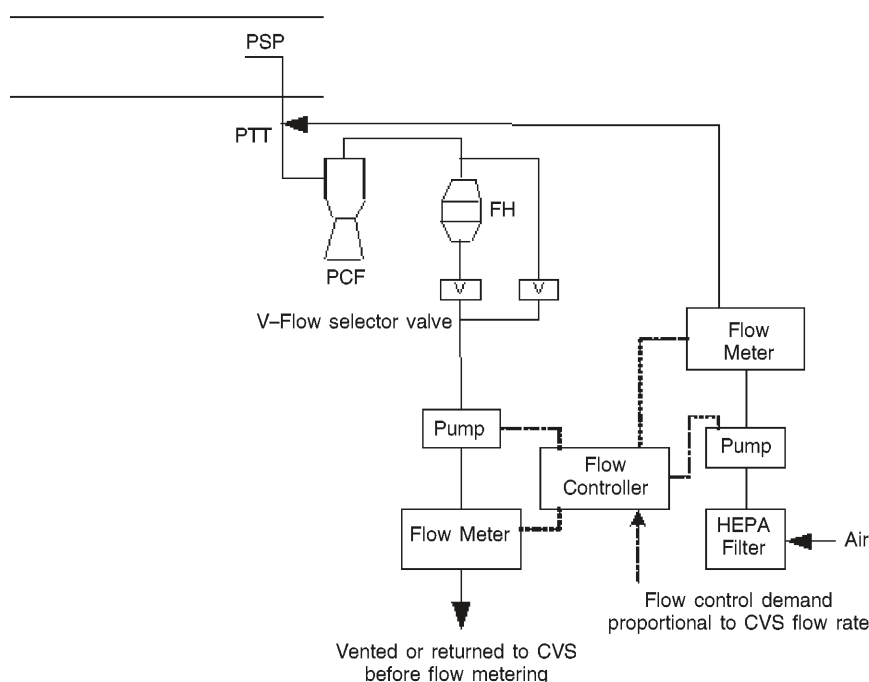 PSP
PTT
FH
PCF
V
V
V–Flow selector valve
Flow
Meter
Pump
Pump
Flow
Controller
Flow Meter
HEPA
Filter
Air
Flow control demand
proportional to CVS flow rate
Vented or returned to CVS
before flow metering